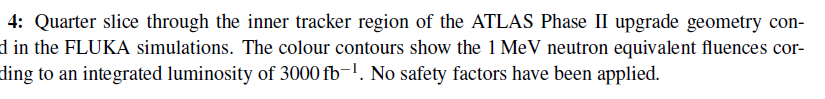 4: Quarter slice through the inner tracker region of the ATLAS Phase II upgrade geometry con-
d in the FLUKA simulations. The colour contours show the 1 MeV neutron equivalent fluences cor-
ding to an integrated luminosity of 3000 fb⁻¹. No safety factors have been applied.